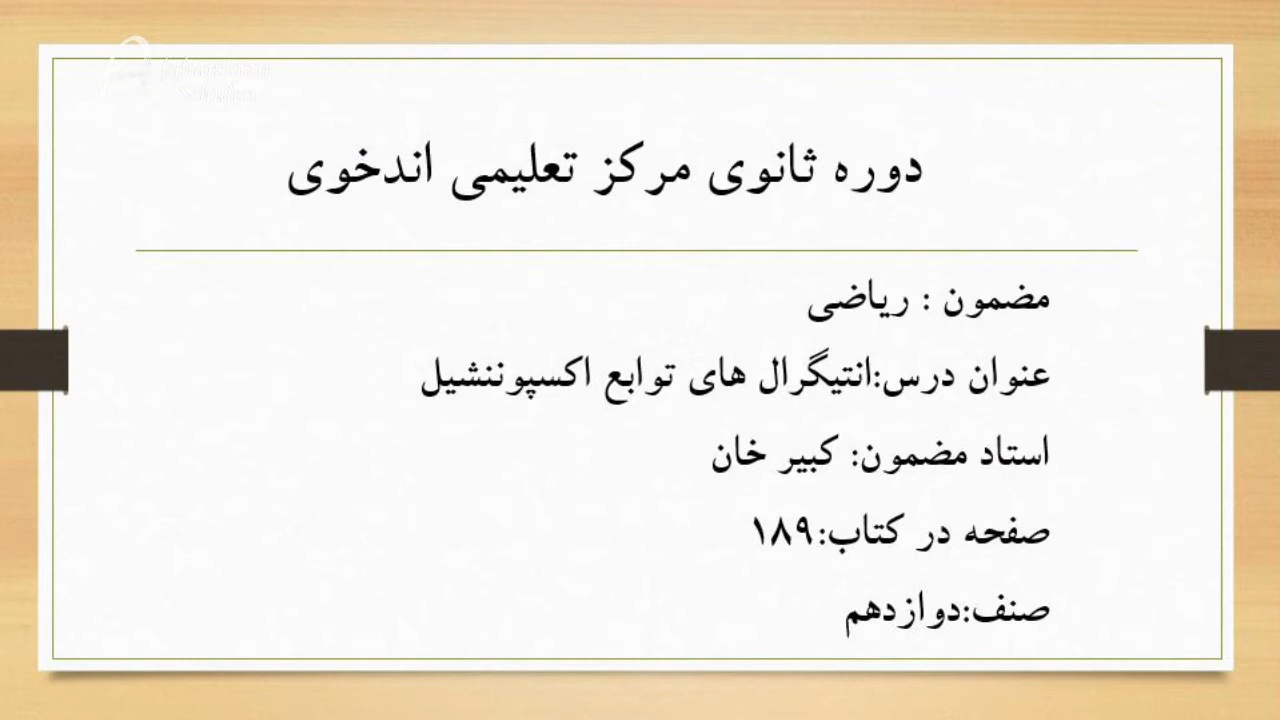 دوره ثانوی مرکز تعلیمی اندخوی
مضمون : ریاضی
عنوان درس:انتیگرال های توابع اکسپوننشیل
استاد مضمون: کبیر خان
صفحه در کتاب:۱۸۹
صنف:دوازدهم